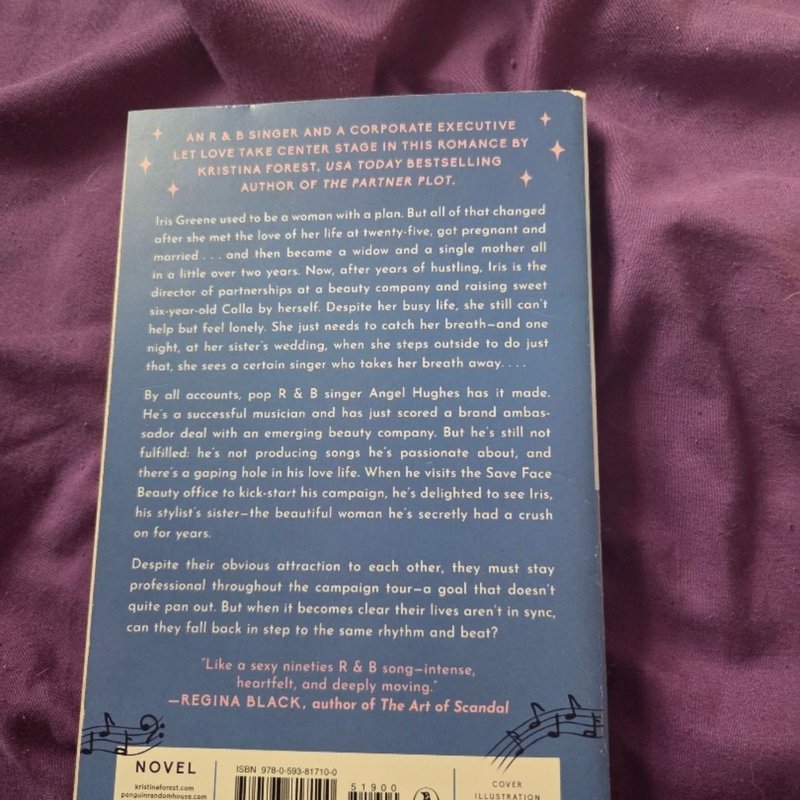 AN R & B SINGER AND A CORPORATE EXECUTIVE
LET LOVE TAKE CENTER STAGE IN THIS ROMANCE BY
KRISTINA FOREST, USA TODAY BESTSELLING
AUTHOR OF THE PARTNER PLOT.
Iris Greene used to be a woman with a plan. But all of that changed
after she met the love of her life at twenty-five, got pregnant and
married . . . and then became a widow and a single mother all
in a little over two years. Now, after years of hustling, Iris is the
director of partnerships at a beauty company and raising sweet
six-year-old Calla by herself. Despite her busy life, she still can't
help but feel lonely. She just needs to catch her breath—and one
night, at her sister's wedding, when she steps outside to do just
that, she sees a certain singer who takes her breath away. . . .
By all accounts, pop R & B singer Angel Hughes has it made.
He's a successful musician and has just scored a brand ambas-
sador deal with an emerging beauty company. But he's still not
fulfilled: he's not producing songs he's passionate about, and
there's a gaping hole in his love life. When he visits the Save Face
Beauty office to kick-start his campaign, he's delighted to see Iris,
his stylist's sister—the beautiful woman he's secretly had a crush
on for years.
Despite their obvious attraction to each other, they must stay
professional throughout the campaign tour—a goal that doesn't
quite pan out. But when it becomes clear their lives aren't in sync,
can they fall back in step to the same rhythm and beat?
"Like a sexy nineties R & B song—intense,
heartfelt, and deeply moving."
—REGINA BLACK, author of The Art of Scandal
NOVEL
kristinaforest.com
penguinrandomhouse.com
ISBN 978-0-593-81710-0
51900
COVER
ILLUSTRATION